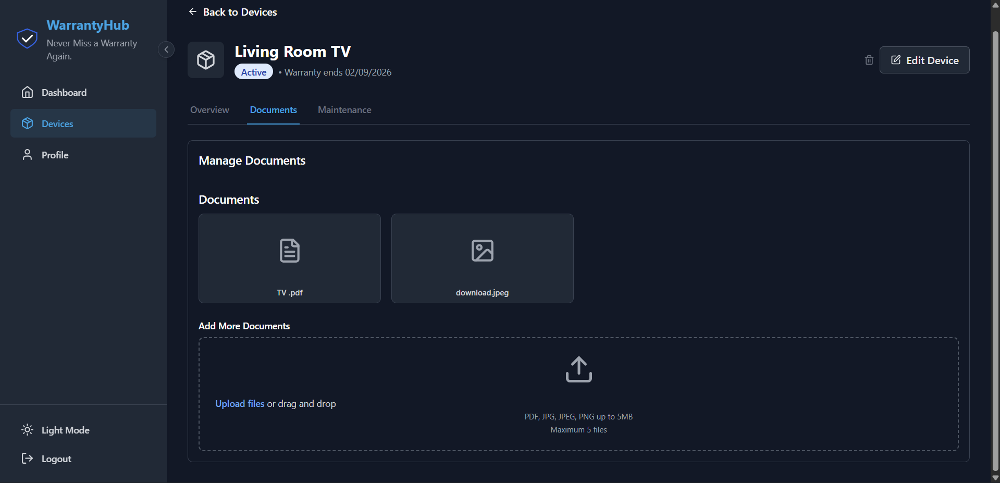 WarrantyHub
Never Miss a Warranty
Again.
Dashboard
Devices
Profile
Light Mode
Logout
Back to Devices
Living Room TV
Active • Warranty ends 02/09/2026
Edit Device
Overview Documents Maintenance
Manage Documents
Documents
TV .pdf
download.jpeg
Add More Documents
Upload files or drag and drop
PDF, JPG, JPEG, PNG up to 5MB
Maximum 5 files